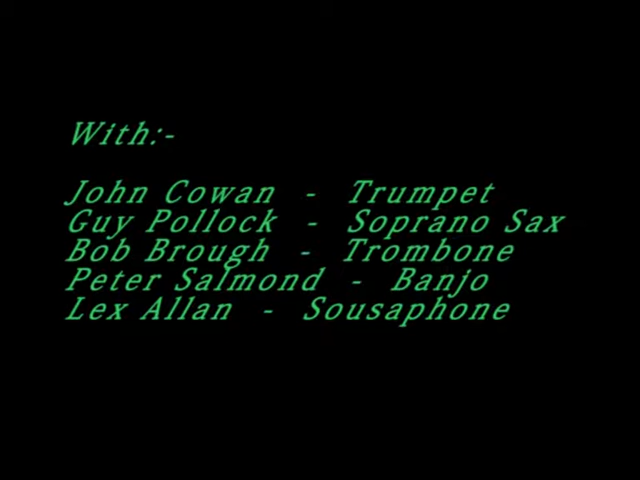 With:-
John Cowan - Trumpet
Guy Pollock - Soprano Sax
Bob Brough - Trombone
Peter Salmond - Banjo
Lex Allan - Sousaphone